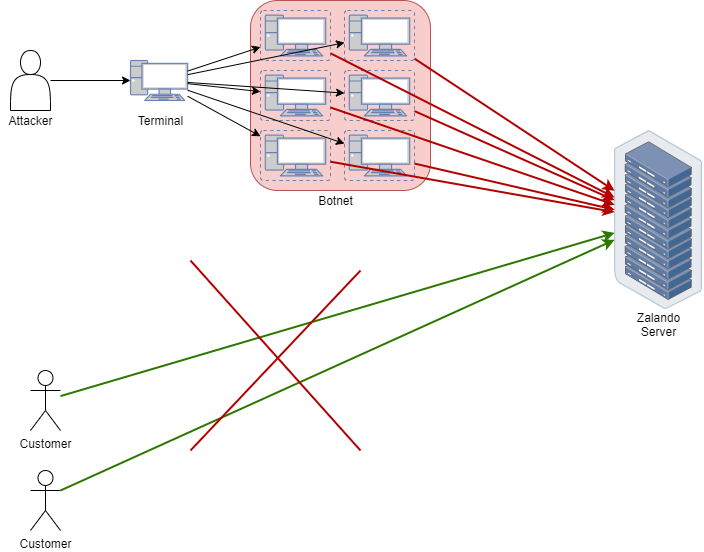 Attacker
Terminal
Botnet
Zalando
Server
Customer
Customer